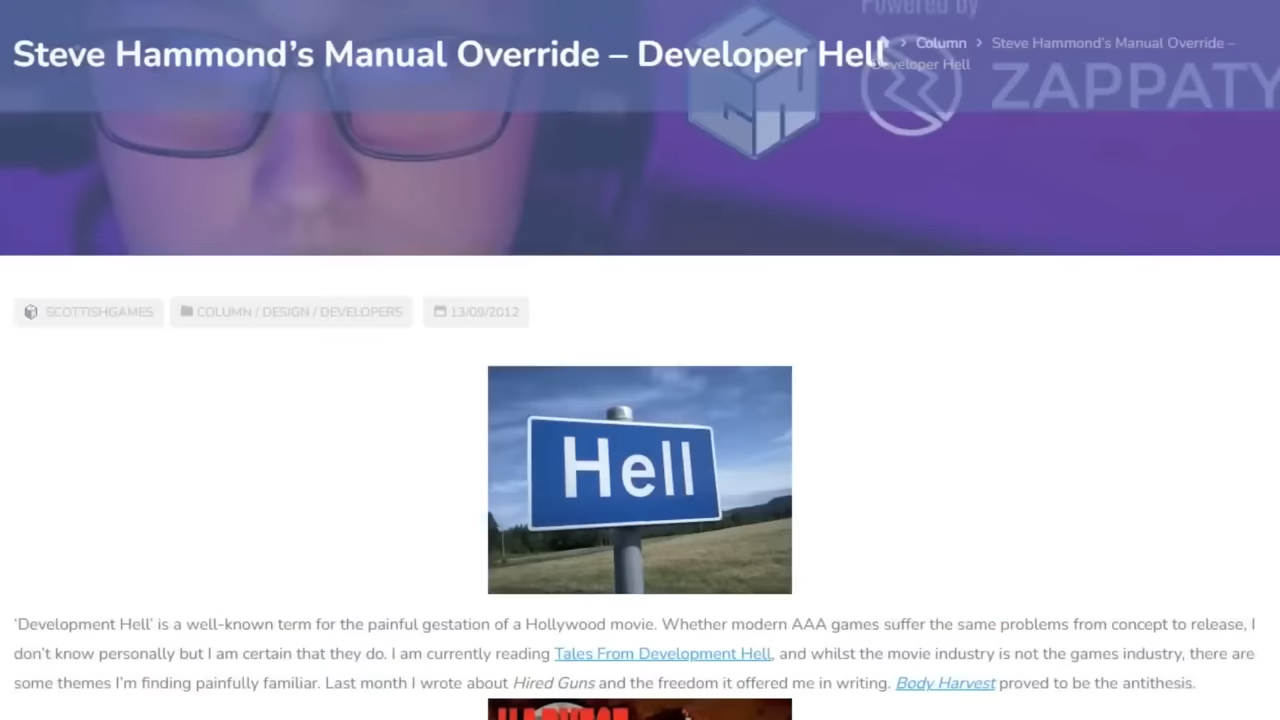 Powered by
Steve Hammond’s Manual Override – Developer Hell
Column
Steve Hammond’s Manual Override –
Developer Hell
SGN
ZAPPATY
SCOTTISHGAMES
COLUMN / DESIGN / DEVELOPERS
13/09/2012
Hell
‘Development Hell’ is a well-known term for the painful gestation of a Hollywood movie. Whether modern AAA games suffer the same problems from concept to release, I
don’t know personally but I am certain that they do. I am currently reading Tales From Development Hell, and whilst the movie industry is not the games industry, there are
some themes I’m finding painfully familiar. Last month I wrote about Hired Guns and the freedom it offered me in writing. Body Harvest proved to be the antithesis.
HARVEST